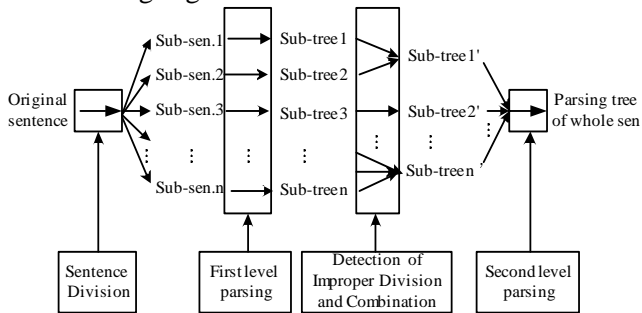 Sub-sen.1
Sub-tree1
Sub-tree1'
Sub-sen.2
Sub-tree2
Original
sentence
Sub-sen.3
Sub-tree3
Sub-tree2'
Parsing tree
of whole sen
...
...
...
...
Sub-sen.n
Sub-treen
Sub-treen
Sentence
Division
First level
parsing
Detection of
Improper Division
and Combination
Second level
parsing